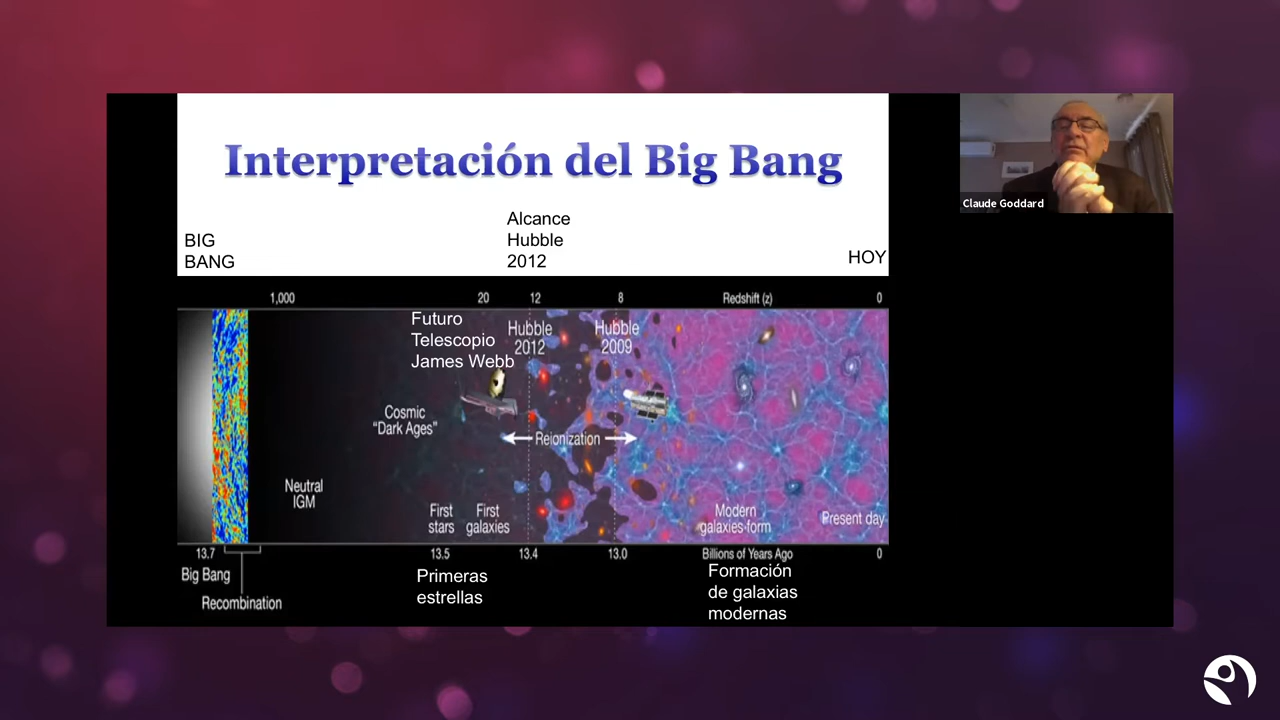 Interpretación del Big Bang
Claude Goddard
BIG
BANG
Alcance
Hubble
2012
HOY
1,000
20
12
8
Redshift (z)
0
Futuro
Telescopio
James Webb
Hubble
2012
Hubble
2009
Cosmic
"Dark Ages"
Reionization
Neutral
IGM
First
stars
First
galaxies
Modern
galaxies form
Present day
13.7
13.5
13.4
13.0
Billions of Years Ago
0
Big Bang
Recombination
Primeras
estrellas
Formación
de galaxias
modernas